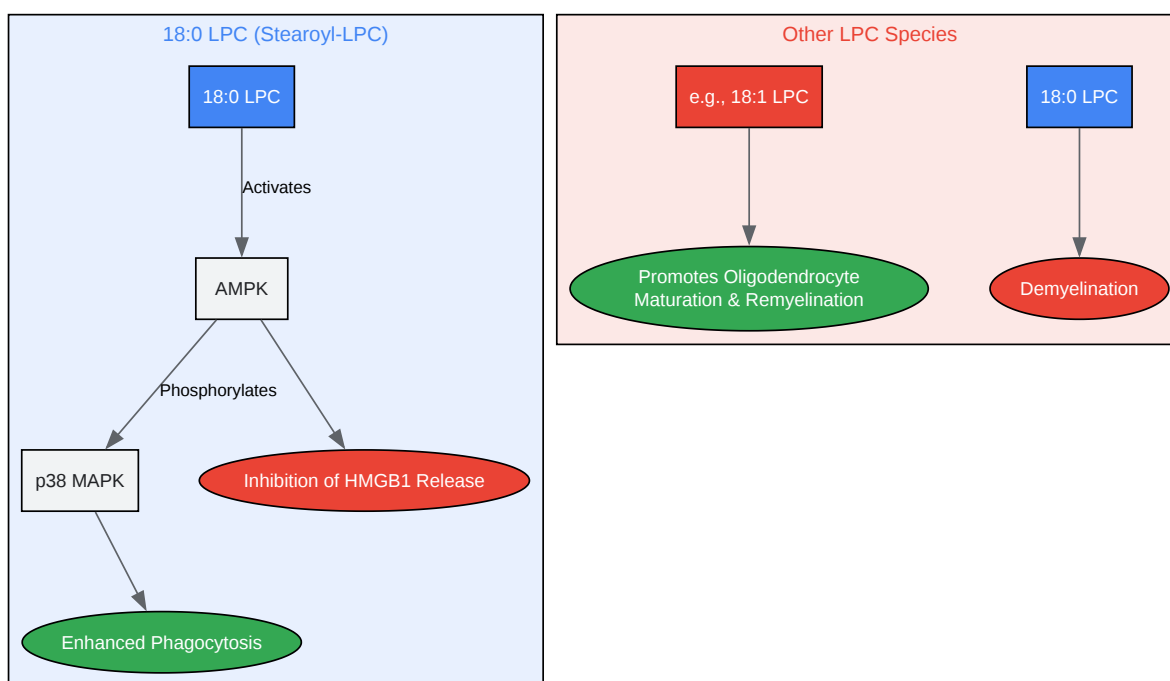 18:0 LPC (Stearoyl-LPC)
18:0 LPC
Activates
AMPK
Phosphorylates
p38 MAPK
Inhibition of HMGB1 Release
Enhanced Phagocytosis
Other LPC Species
e.g., 18:1 LPC
18:0 LPC
Promotes Oligodendrocyte
Maturation & Remyelination
Demyelination